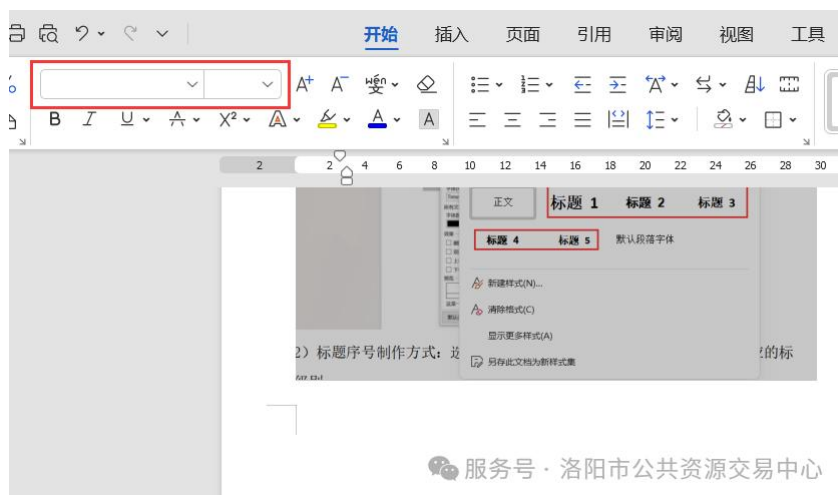 开始 插入 页面 引用 审阅 视图 工具
A+ A- wén 变
B I U A X² A A A
2 2 4 6 8 10 12 14 16 18 20 22 24 26 28 30
正文 标题 1 标题 2 标题 3
标题 4 标题 5 默认段落字体
新建样式(N)...
清除格式(C)
显示更多样式(A)
2）标题序号制作方式：选 的标
另存此文档为新样式集
服务号 · 洛阳市公共资源交易中心